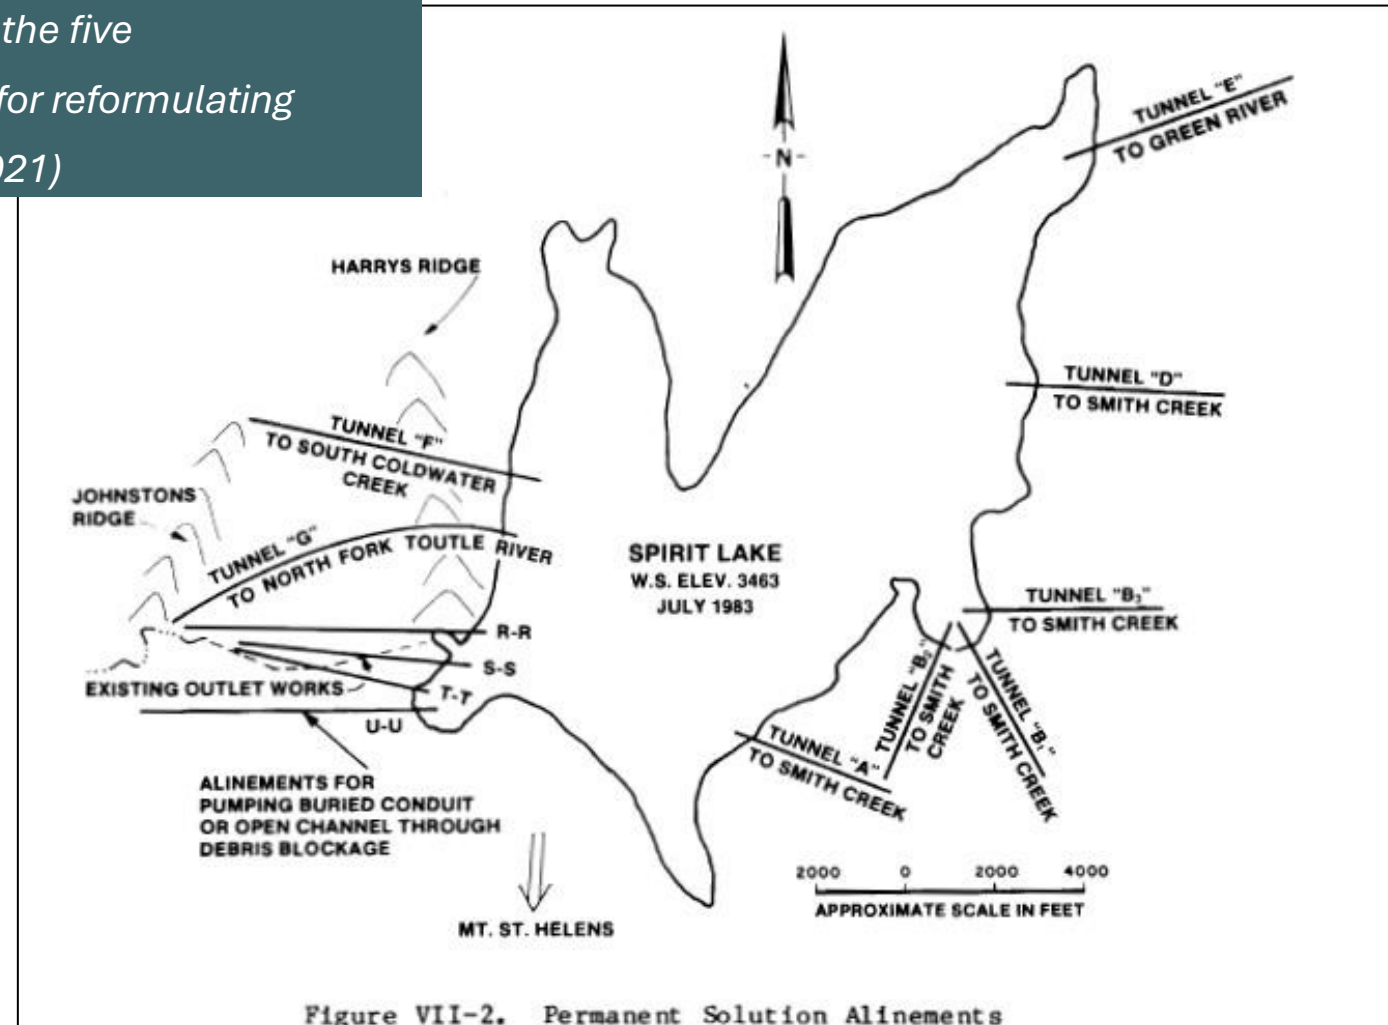 the five
for reformulating
021)
N
TUNNEL "E"
TO GREEN RIVER
HARRYS RIDGE
TUNNEL "D"
TO SMITH CREEK
TUNNEL "F"
TO SOUTH COLDWATER
CREEK
JOHNSTONS
RIDGE
TUNNEL "G"
TO NORTH FORK TOUTLE RIVER
SPIRIT LAKE
W.S. ELEV. 3463
JULY 1983
TUNNEL "B3"
TO SMITH CREEK
R-R
S-S
EXISTING OUTLET WORKS
T-T
U-U
TUNNEL "B2"
TO SMITH
CREEK
TUNNEL "B1"
TO SMITH CREEK
TUNNEL "A"
TO SMITH CREEK
ALINEMENTS FOR
PUMPING BURIED CONDUIT
OR OPEN CHANNEL THROUGH
DEBRIS BLOCKAGE
2000 0 2000 4000
APPROXIMATE SCALE IN FEET
MT. ST. HELENS
Figure VII-2. Permanent Solution Alinements